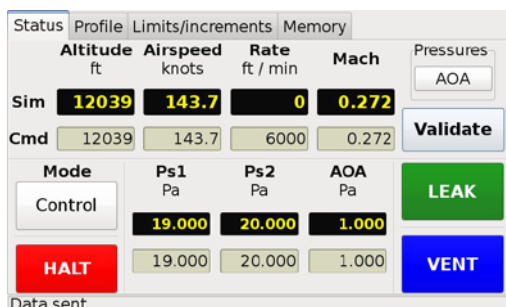 Status Profile Limits/increments Memory
Altitude Airspeed Rate Mach Pressures
ft knots ft / min
AOA
Sim 12039 143.7 0 0.272
Validate
Cmd 12039 143.7 6000 0.272
Mode Ps1 Ps2 AOA
Pa Pa Pa
LEAK
Control
19.000 20.000 1.000
HALT 19.000 20.000 1.000 VENT
Data sent